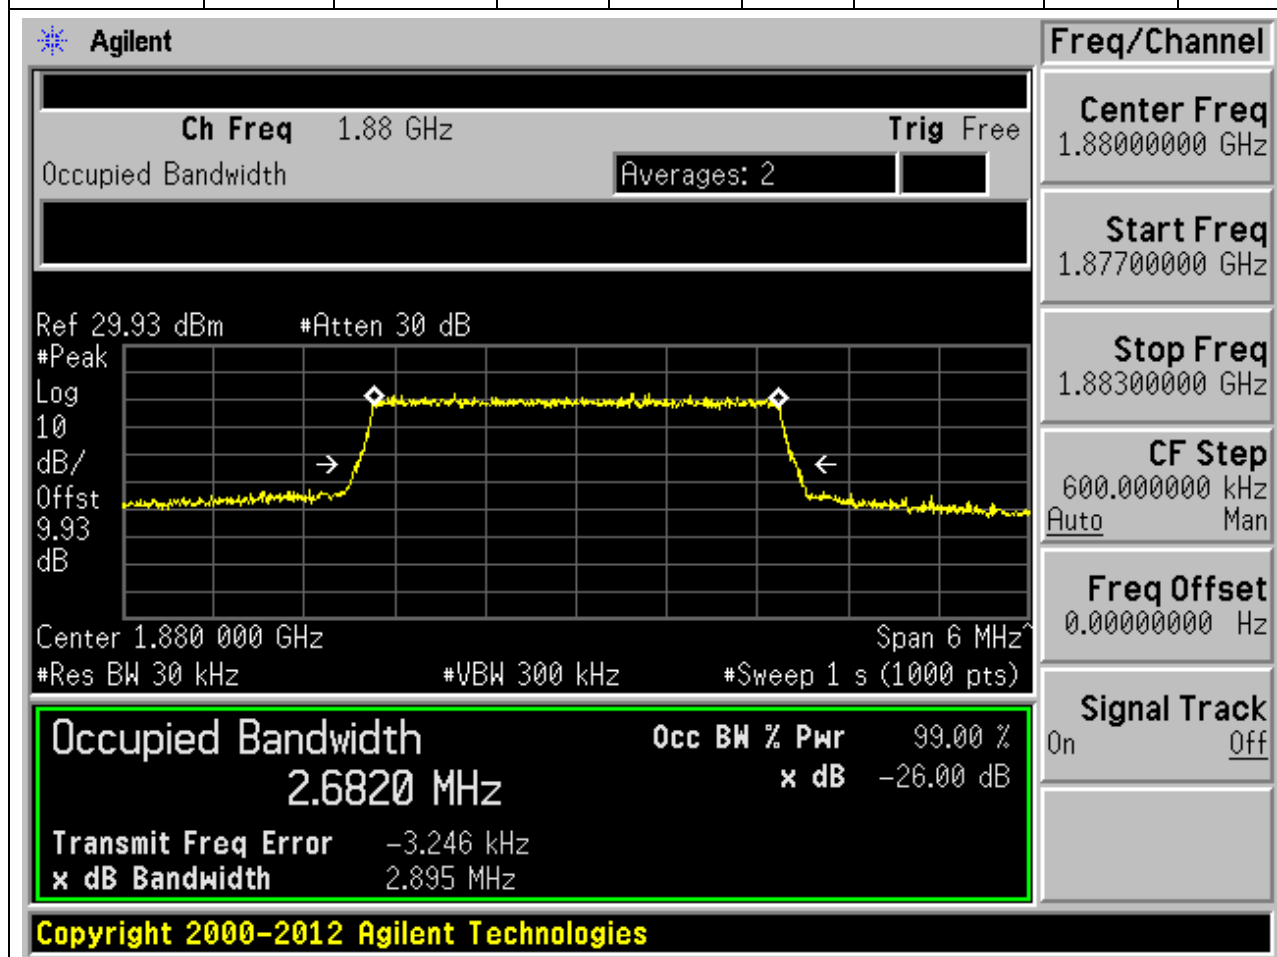 Agilent
Freq/Channel
Ch Freq 1.88 GHz Trig Free
Occupied Bandwidth Averages: 2
Center Freq
1.88000000 GHz
Start Freq
1.87700000 GHz
Stop Freq
1.88300000 GHz
CF Step
600.000000 kHz
Auto Man
Freq Offset
0.00000000 Hz
Signal Track
On Off
Ref 29.93 dBm #Atten 30 dB
#Peak
Log
10
dB/
Offst
9.93
dB
Center 1.880 000 GHz Span 6 MHz^
#Res BW 30 kHz #VBW 300 kHz #Sweep 1 s (1000 pts)
Occupied Bandwidth Occ BW % Pwr 99.00 %
2.6820 MHz x dB -26.00 dB
Transmit Freq Error -3.246 kHz
x dB Bandwidth 2.895 MHz
Copyright 2000-2012 Agilent Technologies